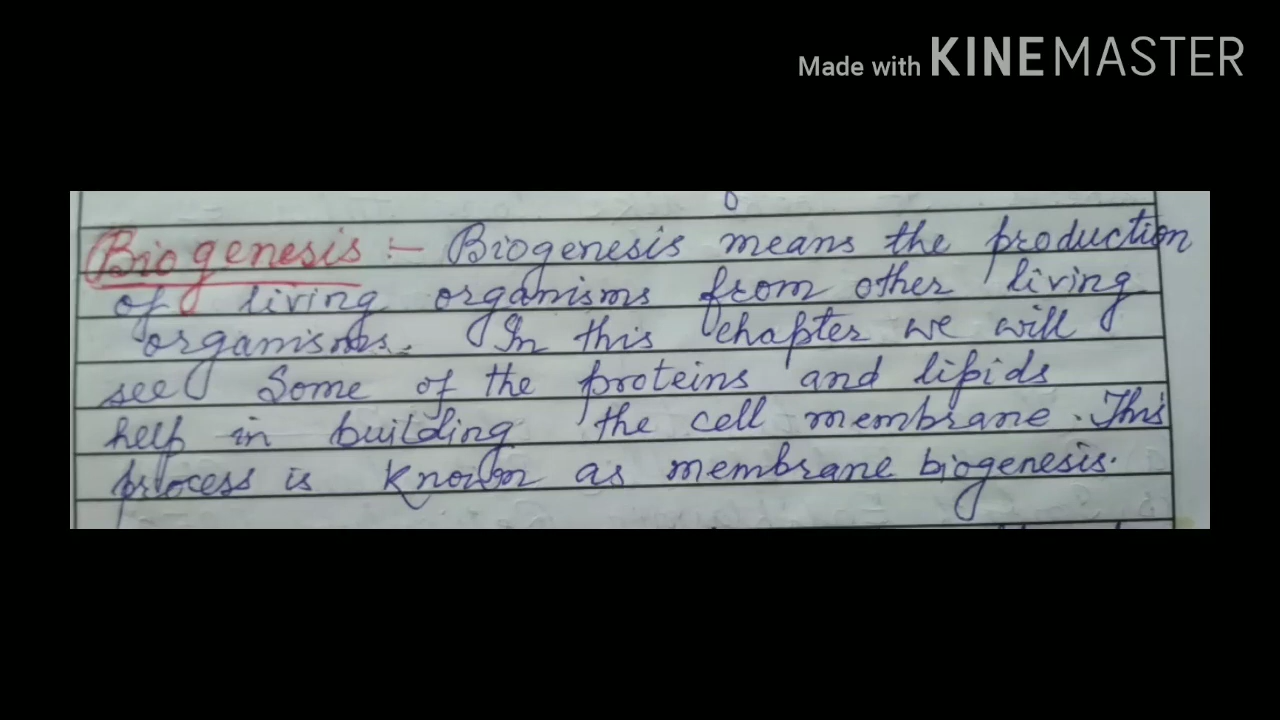 Made with KINEMASTER
Biogenesis :- Biogenesis means the production
of living organisms from other living
organisms. In this chapter we will
see Some of the proteins and lipids
help in building the cell membrane. This
process is known as membrane biogenesis.